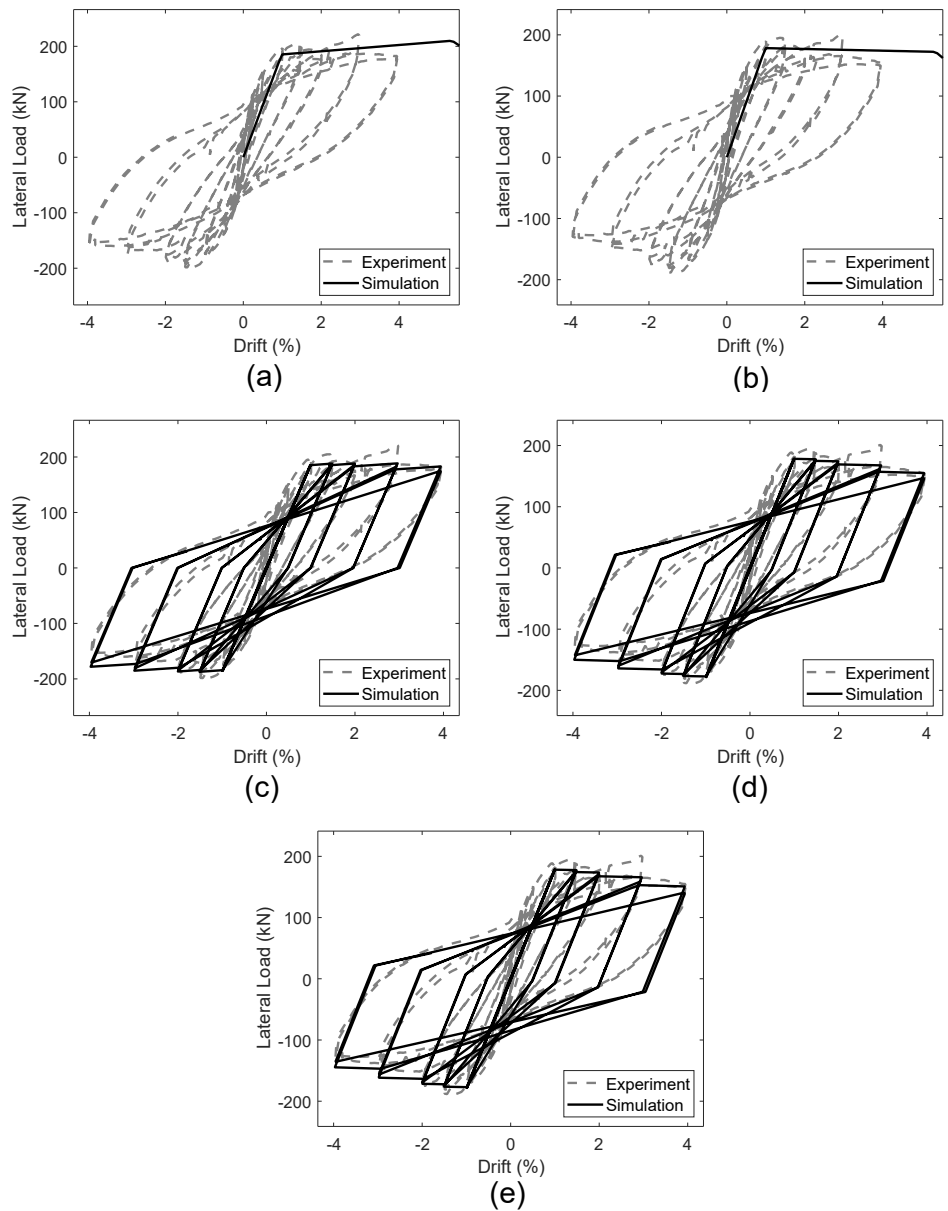 200
100
0
-100
-200
Lateral Load (kN)
-4 -2 0 2 4
Drift (%)
Experiment
Simulation
(a)
200
100
0
-100
-200
Lateral Load (kN)
-4 -2 0 2 4
Drift (%)
Experiment
Simulation
(b)
200
100
0
-100
-200
Lateral Load (kN)
-4 -2 0 2 4
Drift (%)
Experiment
Simulation
(c)
200
100
0
-100
-200
Lateral Load (kN)
-4 -2 0 2 4
Drift (%)
Experiment
Simulation
(d)
200
100
0
-100
-200
Lateral Load (kN)
-4 -2 0 2 4
Drift (%)
Experiment
Simulation
(e)